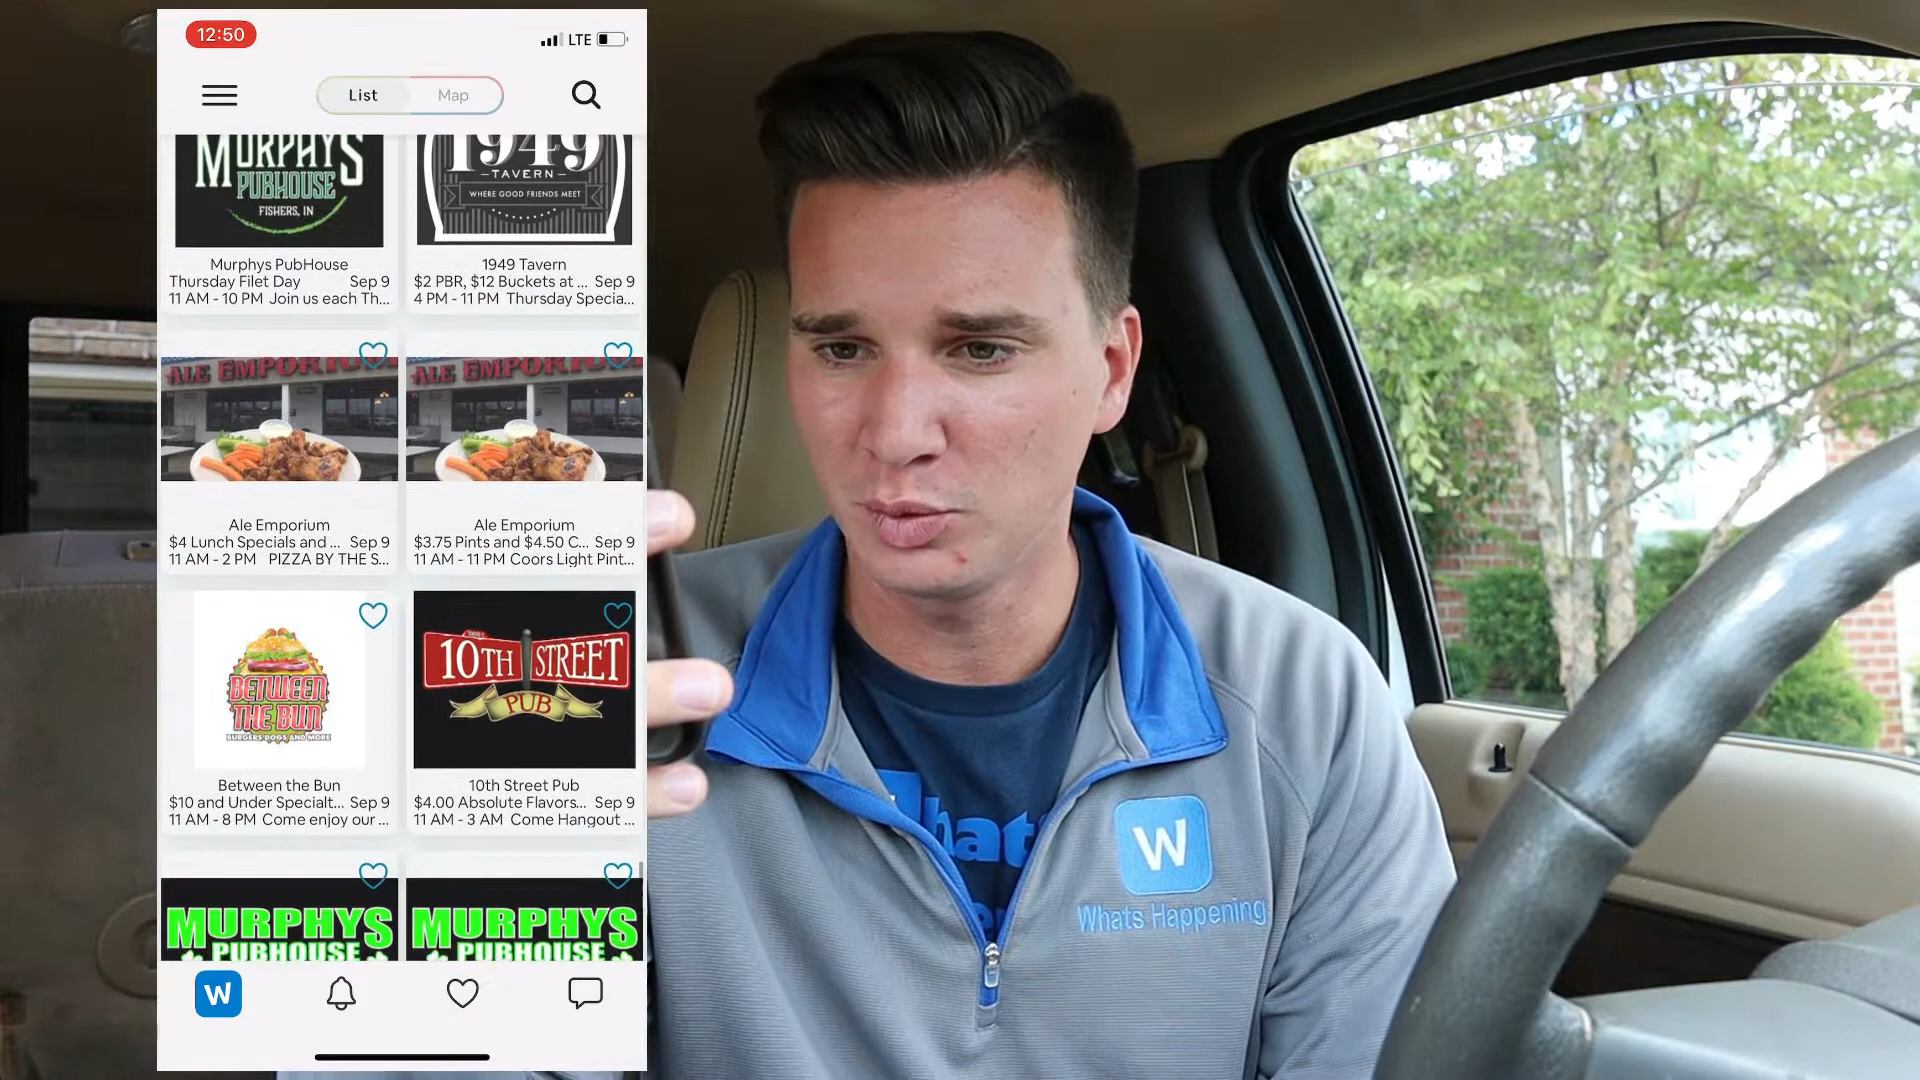 12:50
LTE
List
Map
MURPHYS
PUBHOUSE
FISHERS, IN
1949
TAVERN
WHERE GOOD FRIENDS MEET
Murphys PubHouse
Thursday Filet Day Sep 9
11 AM - 10 PM Join us each Th...
1949 Tavern
$2 PBR, $12 Buckets at ... Sep 9
4 PM - 11 PM Thursday Specia...
ALE EMPORIUM
ALE EMPORIUM
Ale Emporium
$4 Lunch Specials and ... Sep 9
11 AM - 2 PM PIZZA BY THE S...
Ale Emporium
$3.75 Pints and $4.50 C... Sep 9
11 AM - 11 PM Coors Light Pint...
BETWEEN
THE BUN
BURGERS DOGS AND MORE
10TH STREET
PUB
Between the Bun
$10 and Under Specialt... Sep 9
11 AM - 8 PM Come enjoy our ...
10th Street Pub
$4.00 Absolute Flavors... Sep 9
11 AM - 3 AM Come Hangout ...
MURPHYS
PUBHOUSE
MURPHYS
PUBHOUSE
W
hat
W
Whats Happening